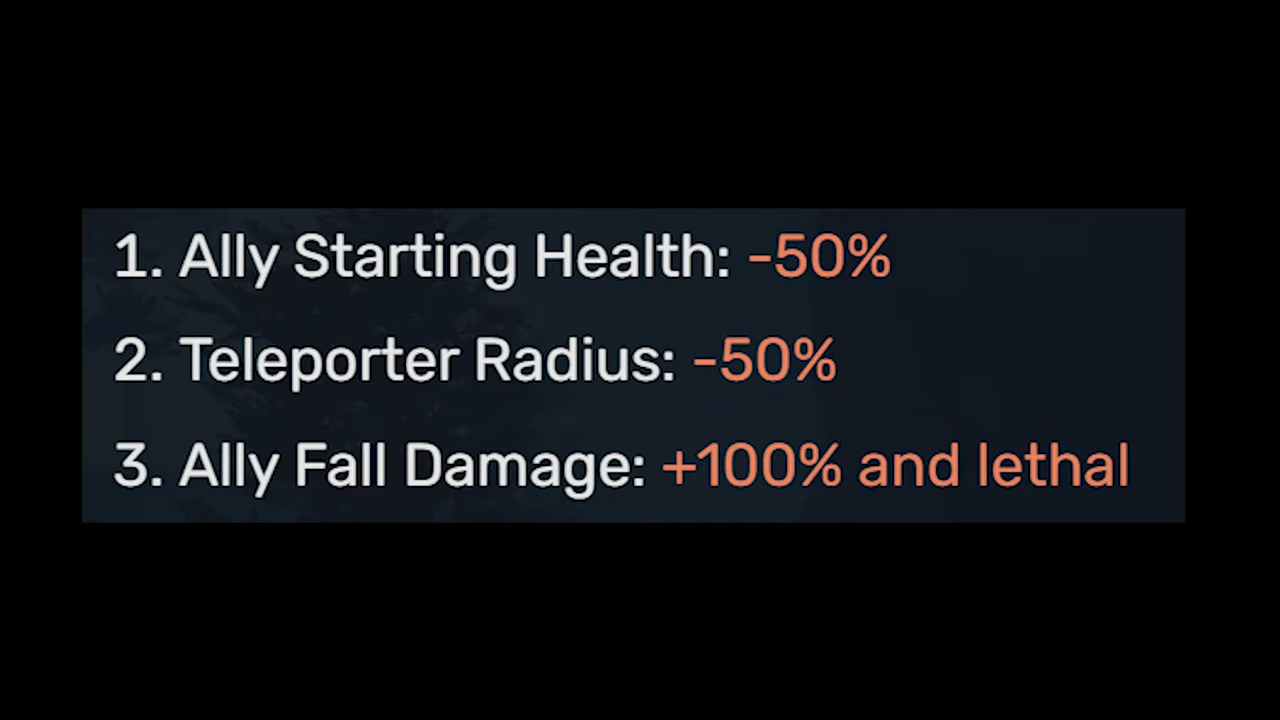 1. Ally Starting Health: -50%
2. Teleporter Radius: -50%
3. Ally Fall Damage: +100% and lethal